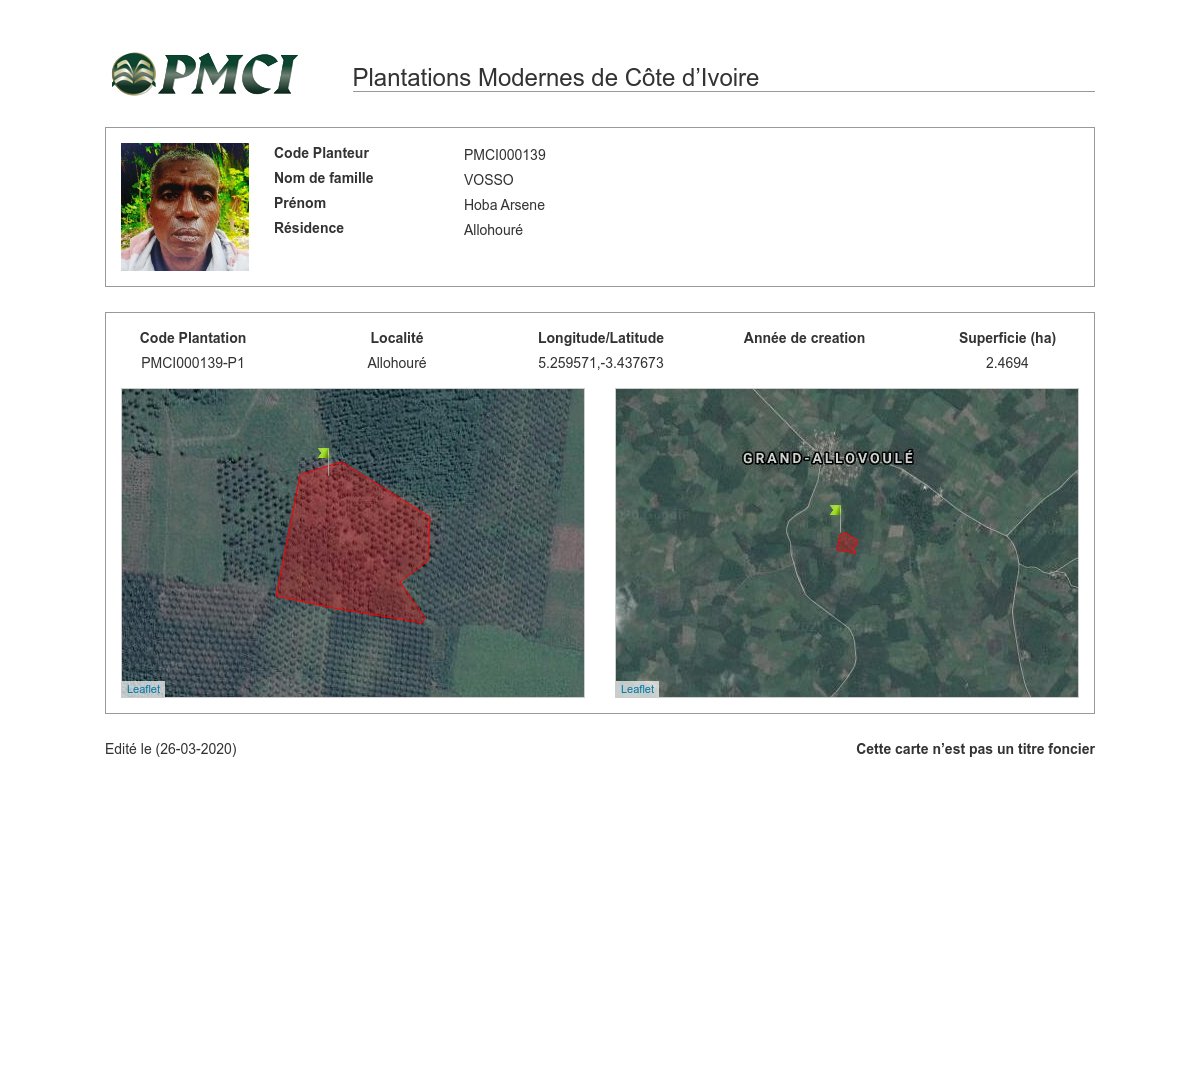 PMCI
Plantations Modernes de Côte d'Ivoire
Code Planteur PMCI000139
Nom de famille VOSSO
Prénom Hoba Arsene
Résidence Allohouré
Code Plantation Localité Longitude/Latitude Année de creation Superficie (ha)
PMCI000139-P1 Allohouré 5.259571,-3.437673 2.4694
GRAND-ALLOVOULÉ
Leaflet Leaflet
Edité le (26-03-2020) Cette carte n'est pas un titre foncier